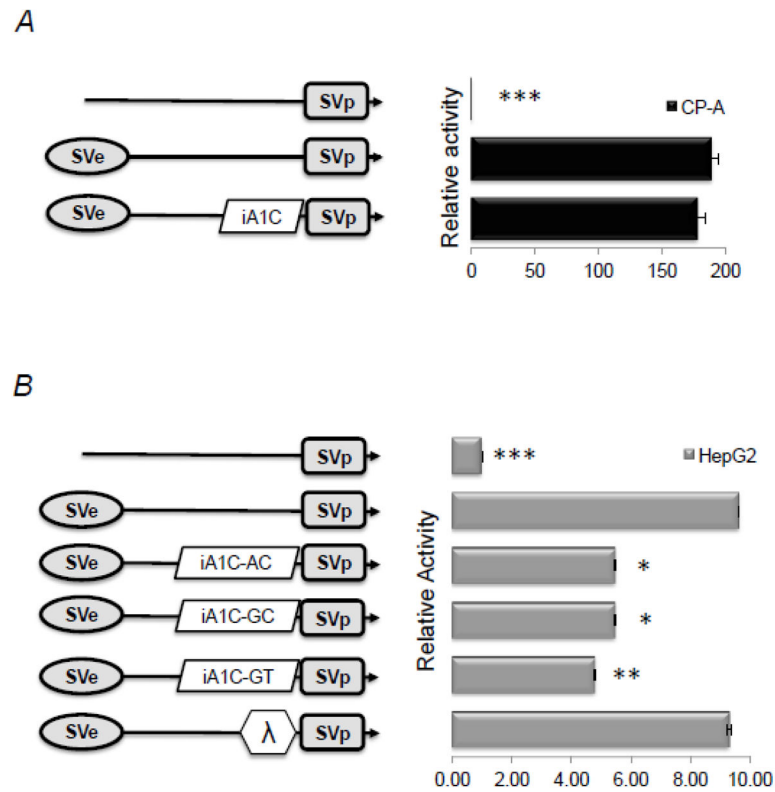 A
SVp
***
CP-A
SVe
SVp
SVe
iA1C
SVp
Relative activity
0 50 100 150 200
B
SVp
***
HepG2
SVe
SVp
SVe
iA1C-AC
SVp
*
SVe
iA1C-GC
SVp
*
SVe
iA1C-GT
SVp
**
SVe
λ
SVp
Relative Activity
0.00 2.00 4.00 6.00 8.00 10.00